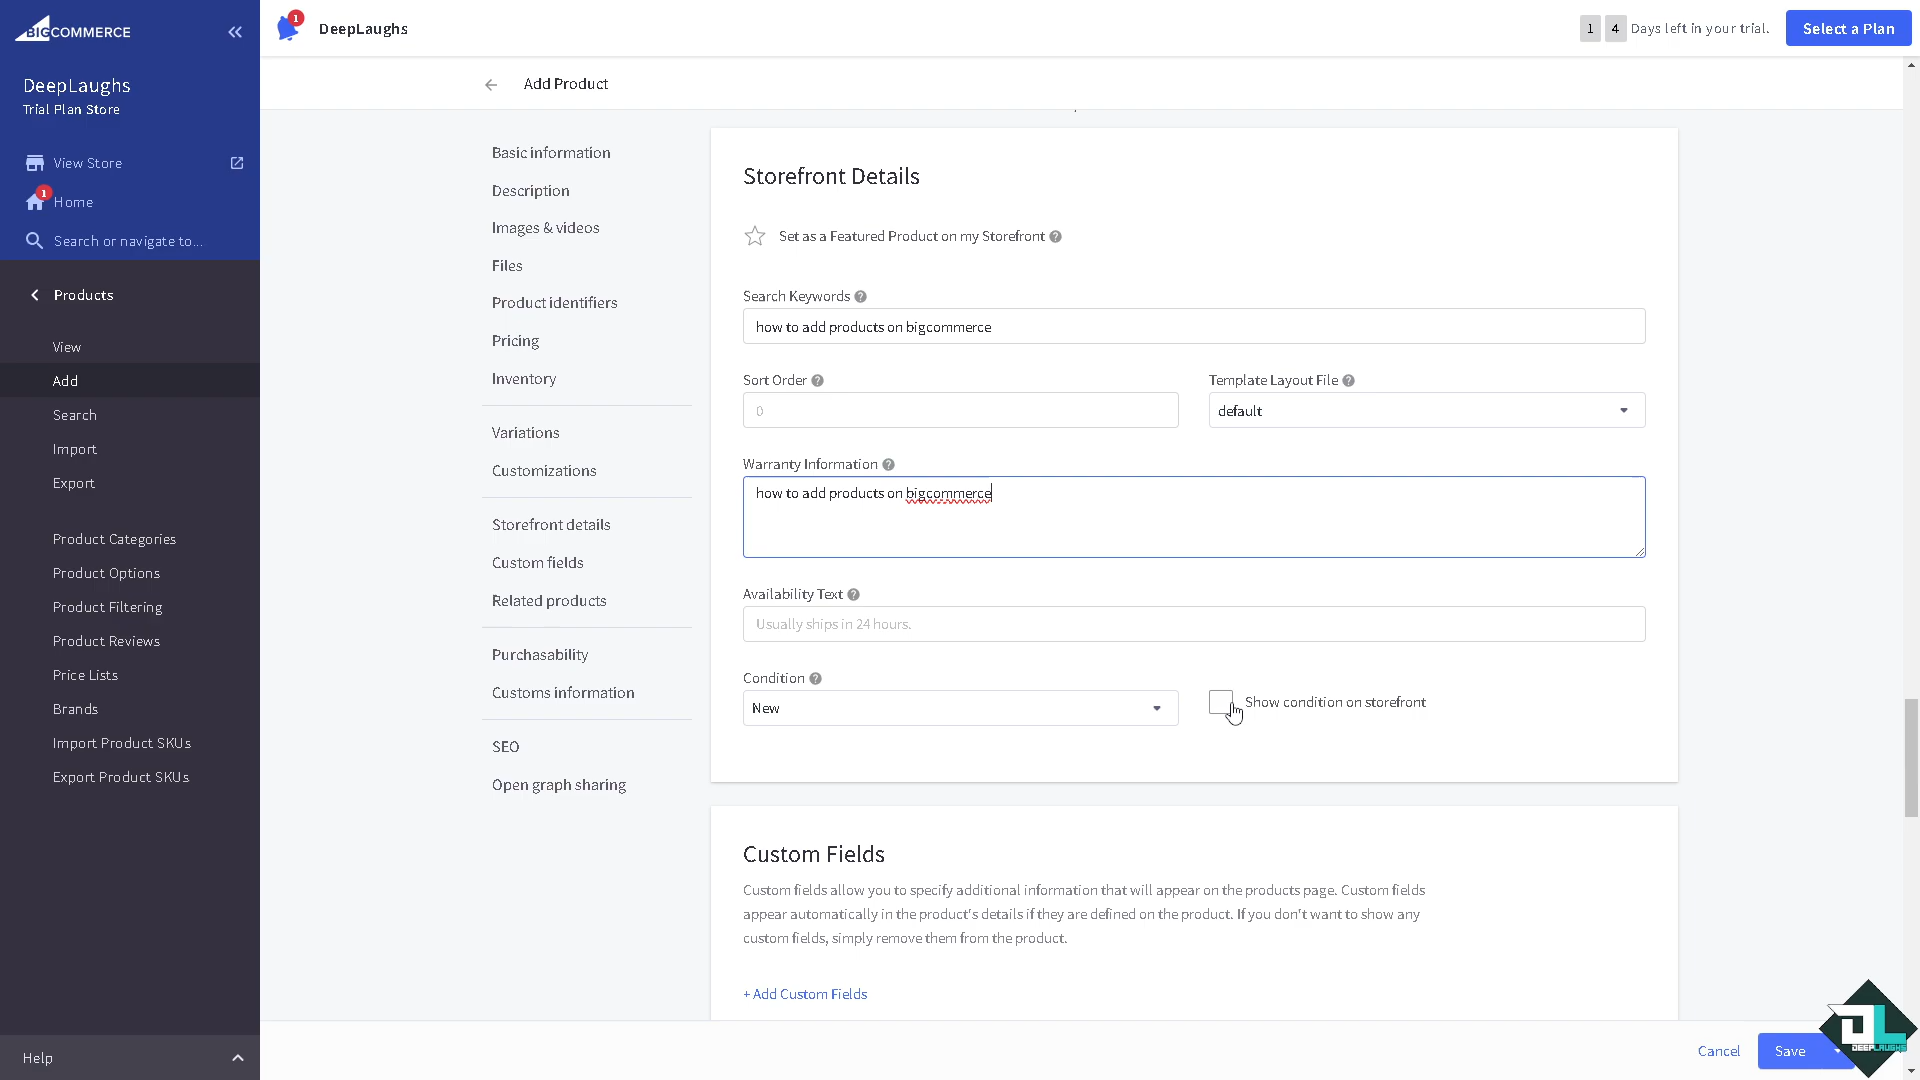 BIGCOMMERCE
DeepLaughs
Trial Plan Store
View Store
1
Home
Search or navigate to...
Products
View
Add
Search
Import
Export
Product Categories
Product Options
Product Filtering
Product Reviews
Price Lists
Brands
Import Product SKUs
Export Product SKUs
Help
1
DeepLaughs
1 4 Days left in your trial.
Select a Plan
Add Product
Basic information
Description
Images & videos
Files
Product identifiers
Pricing
Inventory
Variations
Customizations
Storefront details
Custom fields
Related products
Purchasability
Customs information
SEO
Open graph sharing
Storefront Details
Set as a Featured Product on my Storefront
Search Keywords
how to add products on bigcommerce
Sort Order
0
Template Layout File
default
Warranty Information
how to add products on bigcommerce
Availability Text
Usually ships in 24 hours.
Condition
New
Show condition on storefront
Custom Fields
Custom fields allow you to specify additional information that will appear on the products page. Custom fields
appear automatically in the product's details if they are defined on the product. If you don't want to show any
custom fields, simply remove them from the product.
+ Add Custom Fields
Cancel
Save
DL
DEEPLAUGHS